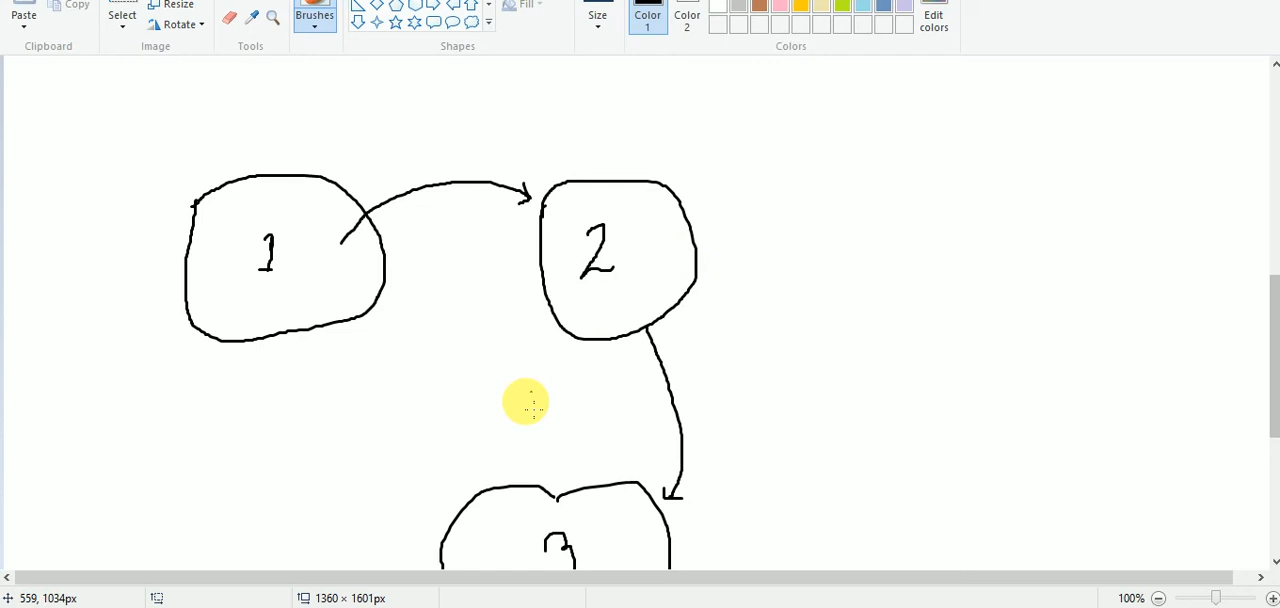 Paste
Copy
Select
Resize
Rotate
Brushes
Fill
Size
Color
1
Color
2
Edit
colors
Clipboard
Image
Tools
Shapes
Colors
1
2
3
559, 1034px
1360 × 1601px
100%